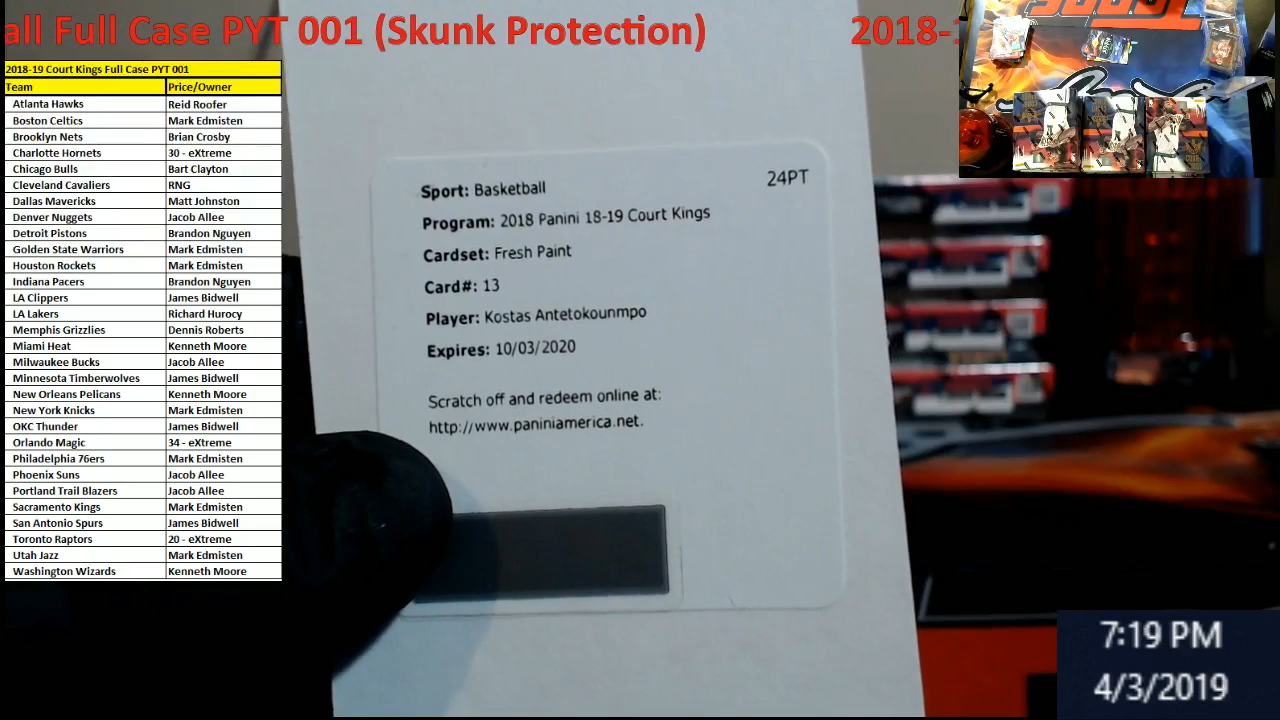 all Full Case PYT 001 (Skunk Protection)
2018-1
2018-19 Court Kings Full Case PYT 001
Team Price/Owner
Atlanta Hawks Reid Roofer
Boston Celtics Mark Edmisten
Brooklyn Nets Brian Crosby
Charlotte Hornets 30 - eXtreme
Chicago Bulls Bart Clayton
Cleveland Cavaliers RNG
Dallas Mavericks Matt Johnston
Denver Nuggets Jacob Allee
Detroit Pistons Brandon Nguyen
Golden State Warriors Mark Edmisten
Houston Rockets Mark Edmisten
Indiana Pacers Brandon Nguyen
LA Clippers James Bidwell
LA Lakers Richard Hurocy
Memphis Grizzlies Dennis Roberts
Miami Heat Kenneth Moore
Milwaukee Bucks Jacob Allee
Minnesota Timberwolves James Bidwell
New Orleans Pelicans Kenneth Moore
New York Knicks Mark Edmisten
OKC Thunder James Bidwell
Orlando Magic 34 - eXtreme
Philadelphia 76ers Mark Edmisten
Phoenix Suns Jacob Allee
Portland Trail Blazers Jacob Allee
Sacramento Kings Mark Edmisten
San Antonio Spurs James Bidwell
Toronto Raptors 20 - eXtreme
Utah Jazz Mark Edmisten
Washington Wizards Kenneth Moore
Sport: Basketball 24PT
Program: 2018 Panini 18-19 Court Kings
Cardset: Fresh Paint
Card#: 13
Player: Kostas Antetokounmpo
Expires: 10/03/2020
Scratch off and redeem online at:
http://www.paniniamerica.net.
7:19 PM
4/3/2019